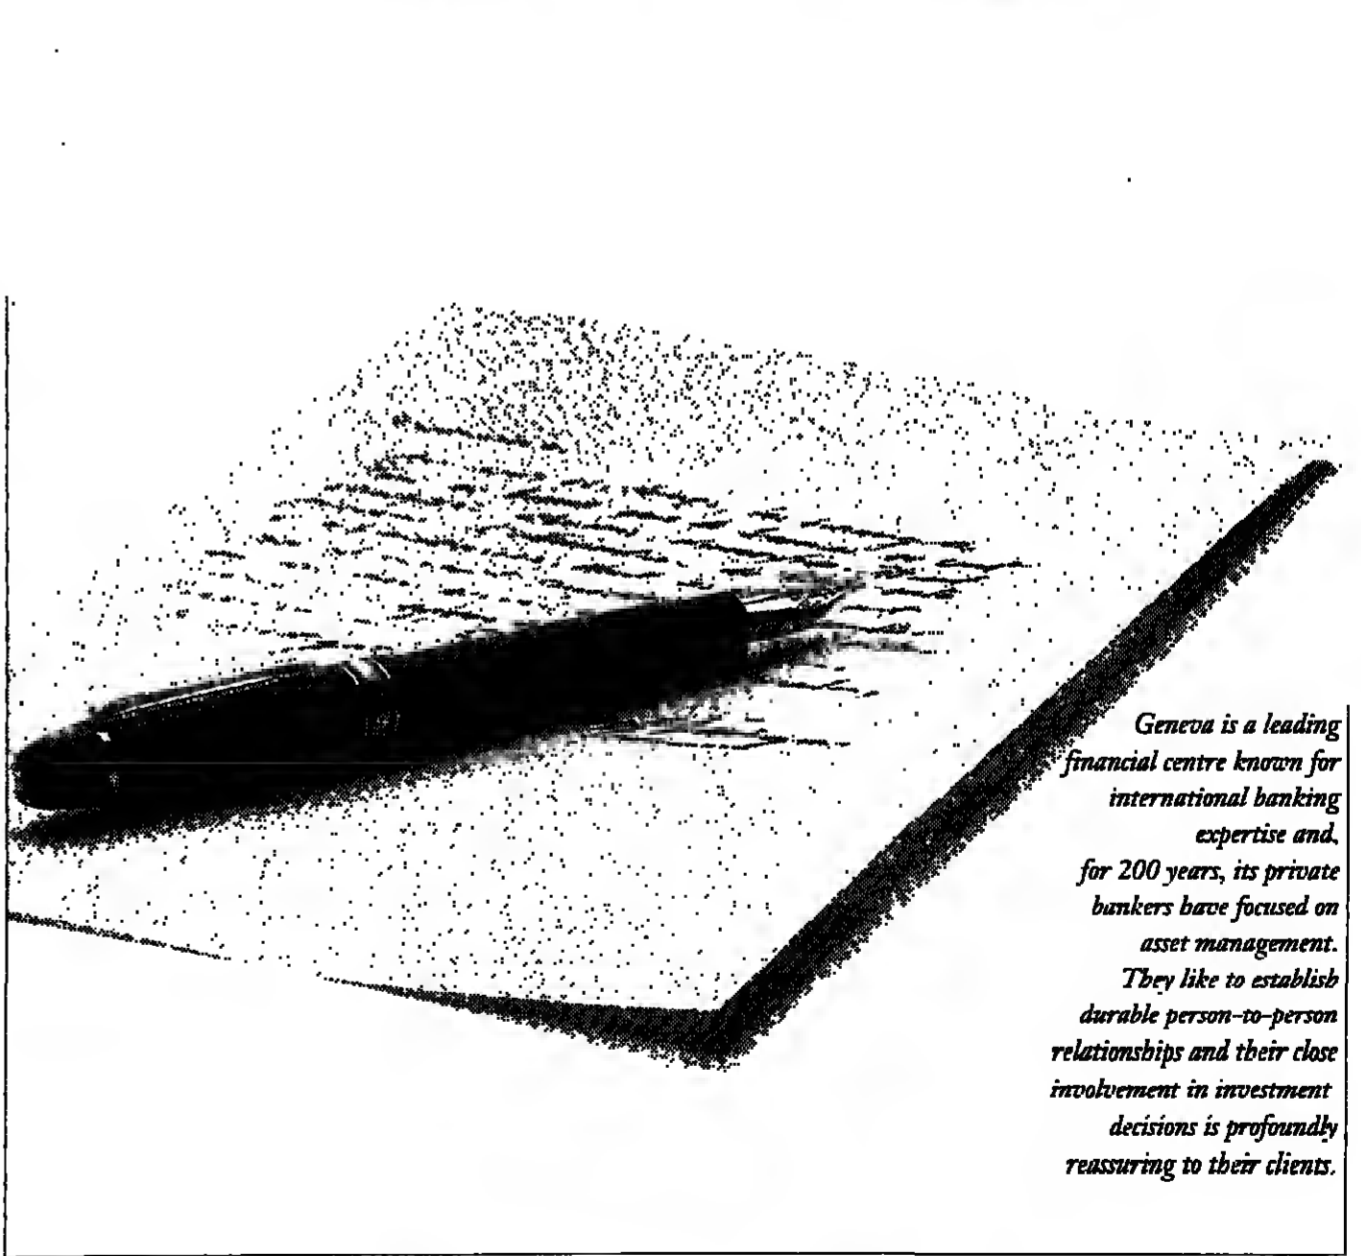 Geneva is a leading
financial centre known for
international banking
expertise and,
for 200 years, its private
bankers have focused on
asset management.
They like to establish
durable person-to-person
relationships and their close
involvement in investment
decisions is profoundly
reassuring to their clients.